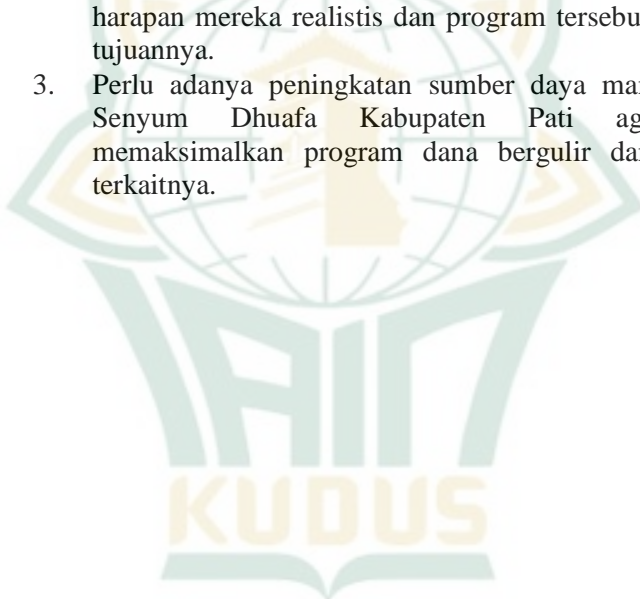 harapan mereka realistis dan program tersebu
tujuannya.
3. Perlu adanya peningkatan sumber daya ma
Senyum Dhuafa Kabupaten Pati ag
memaksimalkan program dana bergulir da
terkaitnya.
IAIN
KUDUS